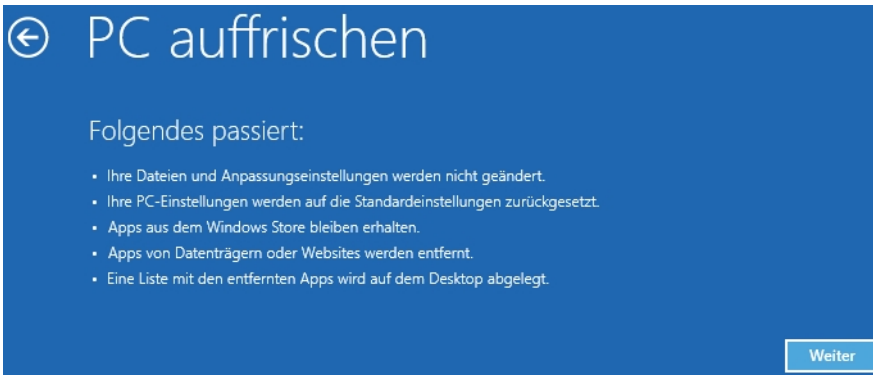 PC auffrischen
Folgendes passiert:
▪ Ihre Dateien und Anpassungseinstellungen werden nicht geändert.
▪ Ihre PC-Einstellungen werden auf die Standardeinstellungen zurückgesetzt.
▪ Apps aus dem Windows Store bleiben erhalten.
▪ Apps von Datenträgern oder Websites werden entfernt.
▪ Eine Liste mit den entfernten Apps wird auf dem Desktop abgelegt.
Weiter